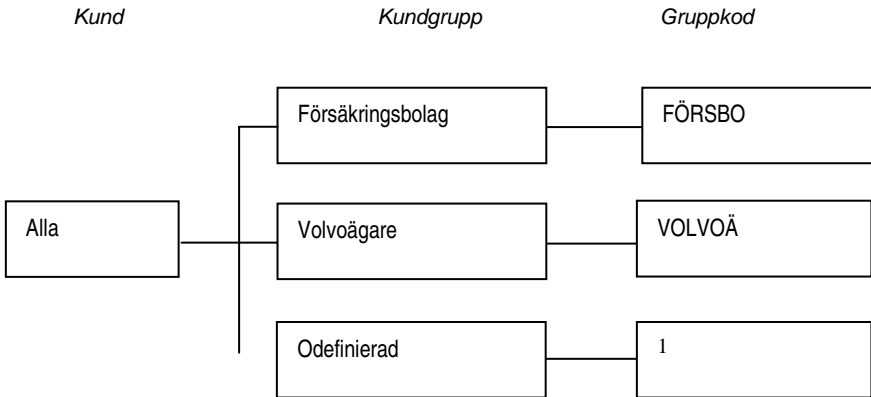 Kund Kundgrupp Gruppkod
Försäkringsbolag FÖRSBO
Alla Volvoägare VOLVOÄ
Odefinierad 1